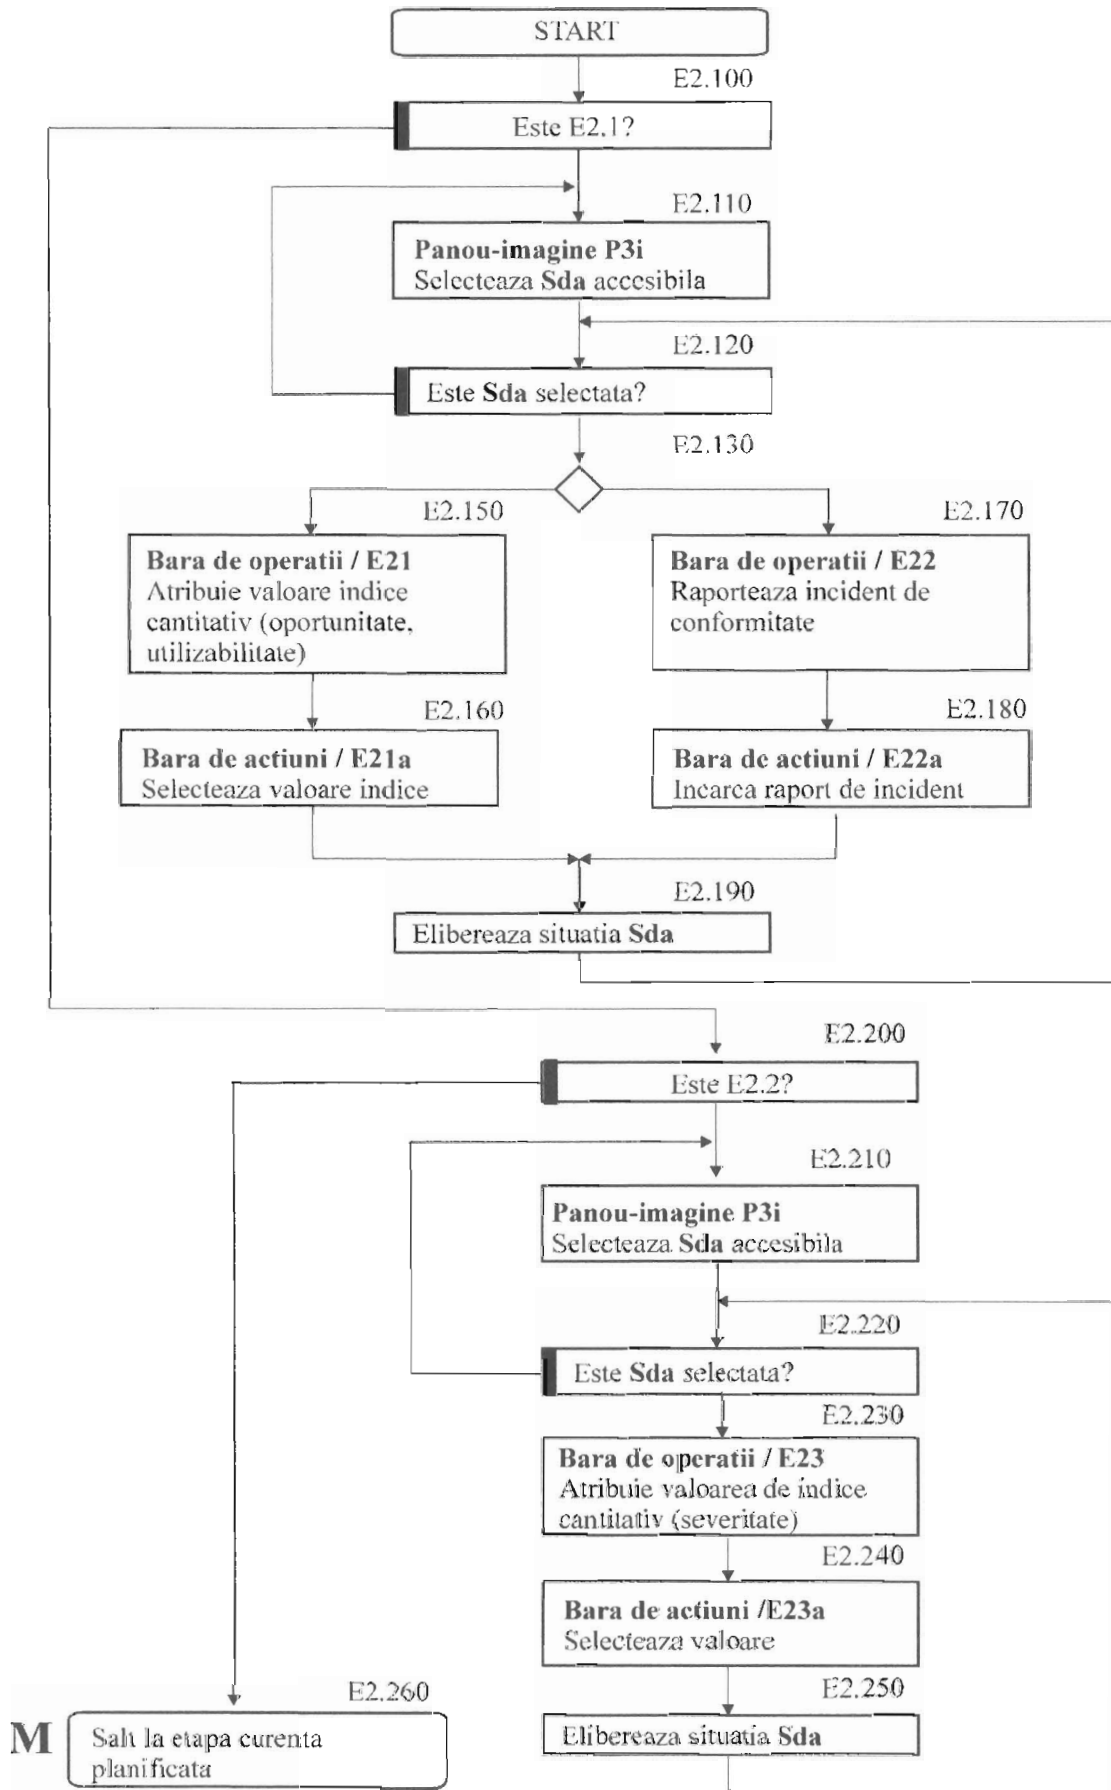 START
E2.100
Este E2.1?
E2.110
Panou-imagine P3i
Selecteaza Sda accesibila
E2.120
Este Sda selectata?
E2.130
E2.150
Bara de operatii / E21
Atribuie valoare indice
cantitativ (oportunitate,
utilizabilitate)
E2.170
Bara de operatii / E22
Raporteaza incident de
conformitate
E2.160
Bara de actiuni / E21a
Selecteaza valoare indice
E2.180
Bara de actiuni / E22a
Incarca raport de incident
E2.190
Elibereaza situatia Sda
E2.200
Este E2.2?
E2.210
Panou-imagine P3i
Selecteaza Sda accesibila
E2.220
Este Sda selectata?
E2.230
Bara de operatii / E23
Atribuie valoarea de indice
cantitativ (severitate)
E2.240
Bara de actiuni /E23a
Selecteaza valoare
E2.250
Elibereaza situatia Sda
E2.260
M
Salt la etapa curenta
planificata